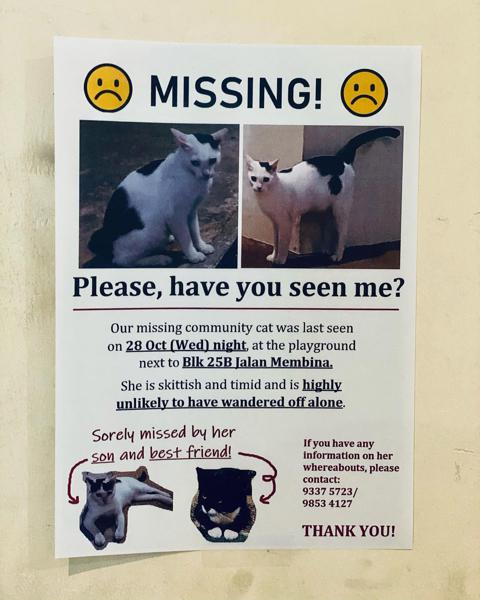 MISSING!
Please, have you seen me?
Our missing community cat was last seen
on 28 Oct (Wed) night, at the playground
next to Blk 25B Jalan Membina.
She is skittish and timid and is highly
unlikely to have wandered off alone.
Sorely missed by her
son and best friend!
If you have any
information on her
whereabouts, please
contact:
9337 5723/
9853 4127
THANK YOU!